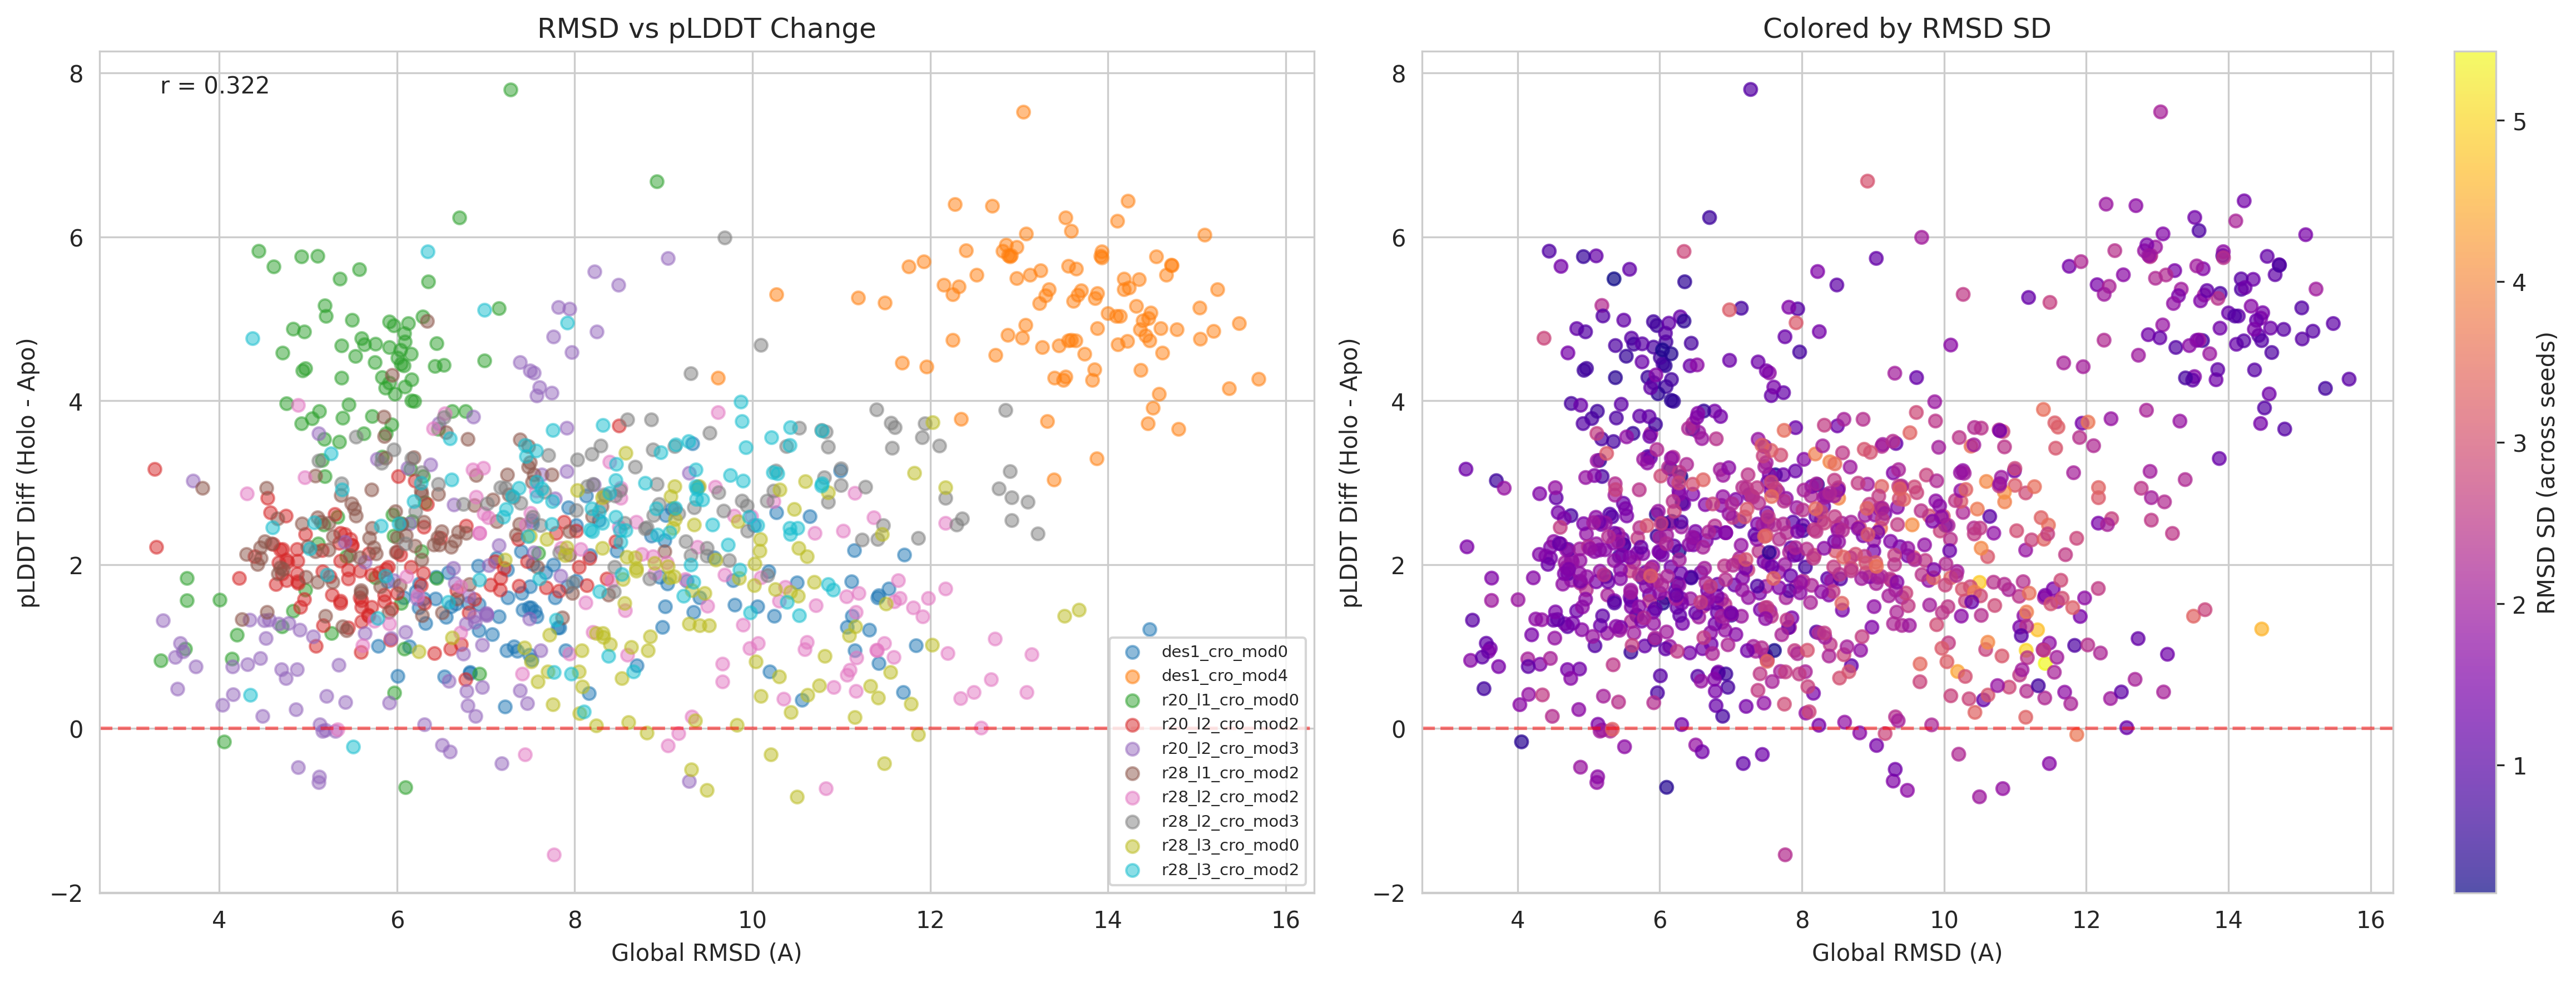 RMSD vs pLDDT Change
r = 0.322
8
6
4
2
0
−2
pLDDT Diff (Holo - Apo)
4
6
8
10
12
14
16
Global RMSD (A)
des1_cro_mod0
des1_cro_mod4
r20_l1_cro_mod0
r20_l2_cro_mod2
r20_l2_cro_mod3
r28_l1_cro_mod2
r28_l2_cro_mod2
r28_l2_cro_mod3
r28_l3_cro_mod0
r28_l3_cro_mod2
Colored by RMSD SD
8
6
4
2
0
−2
pLDDT Diff (Holo - Apo)
4
6
8
10
12
14
16
Global RMSD (A)
5
4
3
2
1
RMSD SD (across seeds)